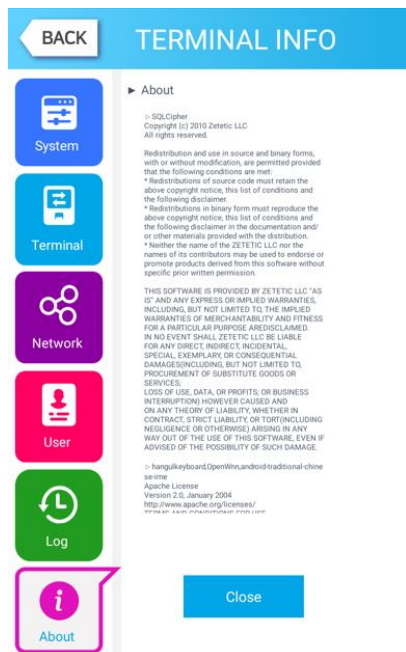 BACK
TERMINAL INFO
System
Terminal
Network
User
Log
About
► About
▷ SQLCipher
Copyright (c) 2010 Zetetic LLC
All rights reserved.
Redistribution and use in source and binary forms,
with or without modification, are permitted provided
that the following conditions are met:
* Redistributions of source code must retain the
above copyright notice, this list of conditions and
the following disclaimer.
* Redistributions in binary form must reproduce the
above copyright notice, this list of conditions and
the following disclaimer in the documentation and/
or other materials provided with the distribution.
* Neither the name of the ZETETIC LLC nor the
names of its contributors may be used to endorse or
promote products derived from this software without
specific prior written permission.
THIS SOFTWARE IS PROVIDED BY ZETETIC LLC "AS
IS" AND ANY EXPRESS OR IMPLIED WARRANTIES,
INCLUDING, BUT NOT LIMITED TO, THE IMPLIED
WARRANTIES OF MERCHANTABILITY AND FITNESS
FOR A PARTICULAR PURPOSE AREDISCLAIMED.
IN NO EVENT SHALL ZETETIC LLC BE LIABLE
FOR ANY DIRECT, INDIRECT, INCIDENTAL,
SPECIAL, EXEMPLARY, OR CONSEQUENTIAL
DAMAGES(INCLUDING, BUT NOT LIMITED TO,
PROCUREMENT OF SUBSTITUTE GOODS OR
SERVICES;
LOSS OF USE, DATA, OR PROFITS; OR BUSINESS
INTERRUPTION) HOWEVER CAUSED AND
ON ANY THEORY OF LIABILITY, WHETHER IN
CONTRACT, STRICT LIABILITY, OR TORT(INCLUDING
NEGLIGENCE OR OTHERWISE) ARISING IN ANY
WAY OUT OF THE USE OF THIS SOFTWARE, EVEN IF
ADVISED OF THE POSSIBILITY OF SUCH DAMAGE.
▷ hangulkeyboard,OpenWnn,android-traditional-chine
se-ime
Apache License
Version 2.0, January 2004
http://www.apache.org/licenses/
TERMS AND CONDITIONS FOR USE
Close